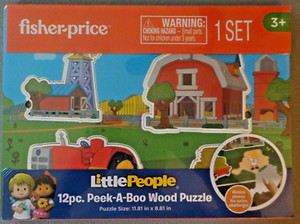 fisher-price®
WARNING:
CHOKING HAZARD – Small parts.
Not for children under 3 years.
1 SET
3+
Little People®
12pc. Peek-A-Boo Wood Puzzle
Puzzle Size: 11.81 in x 8.81 in